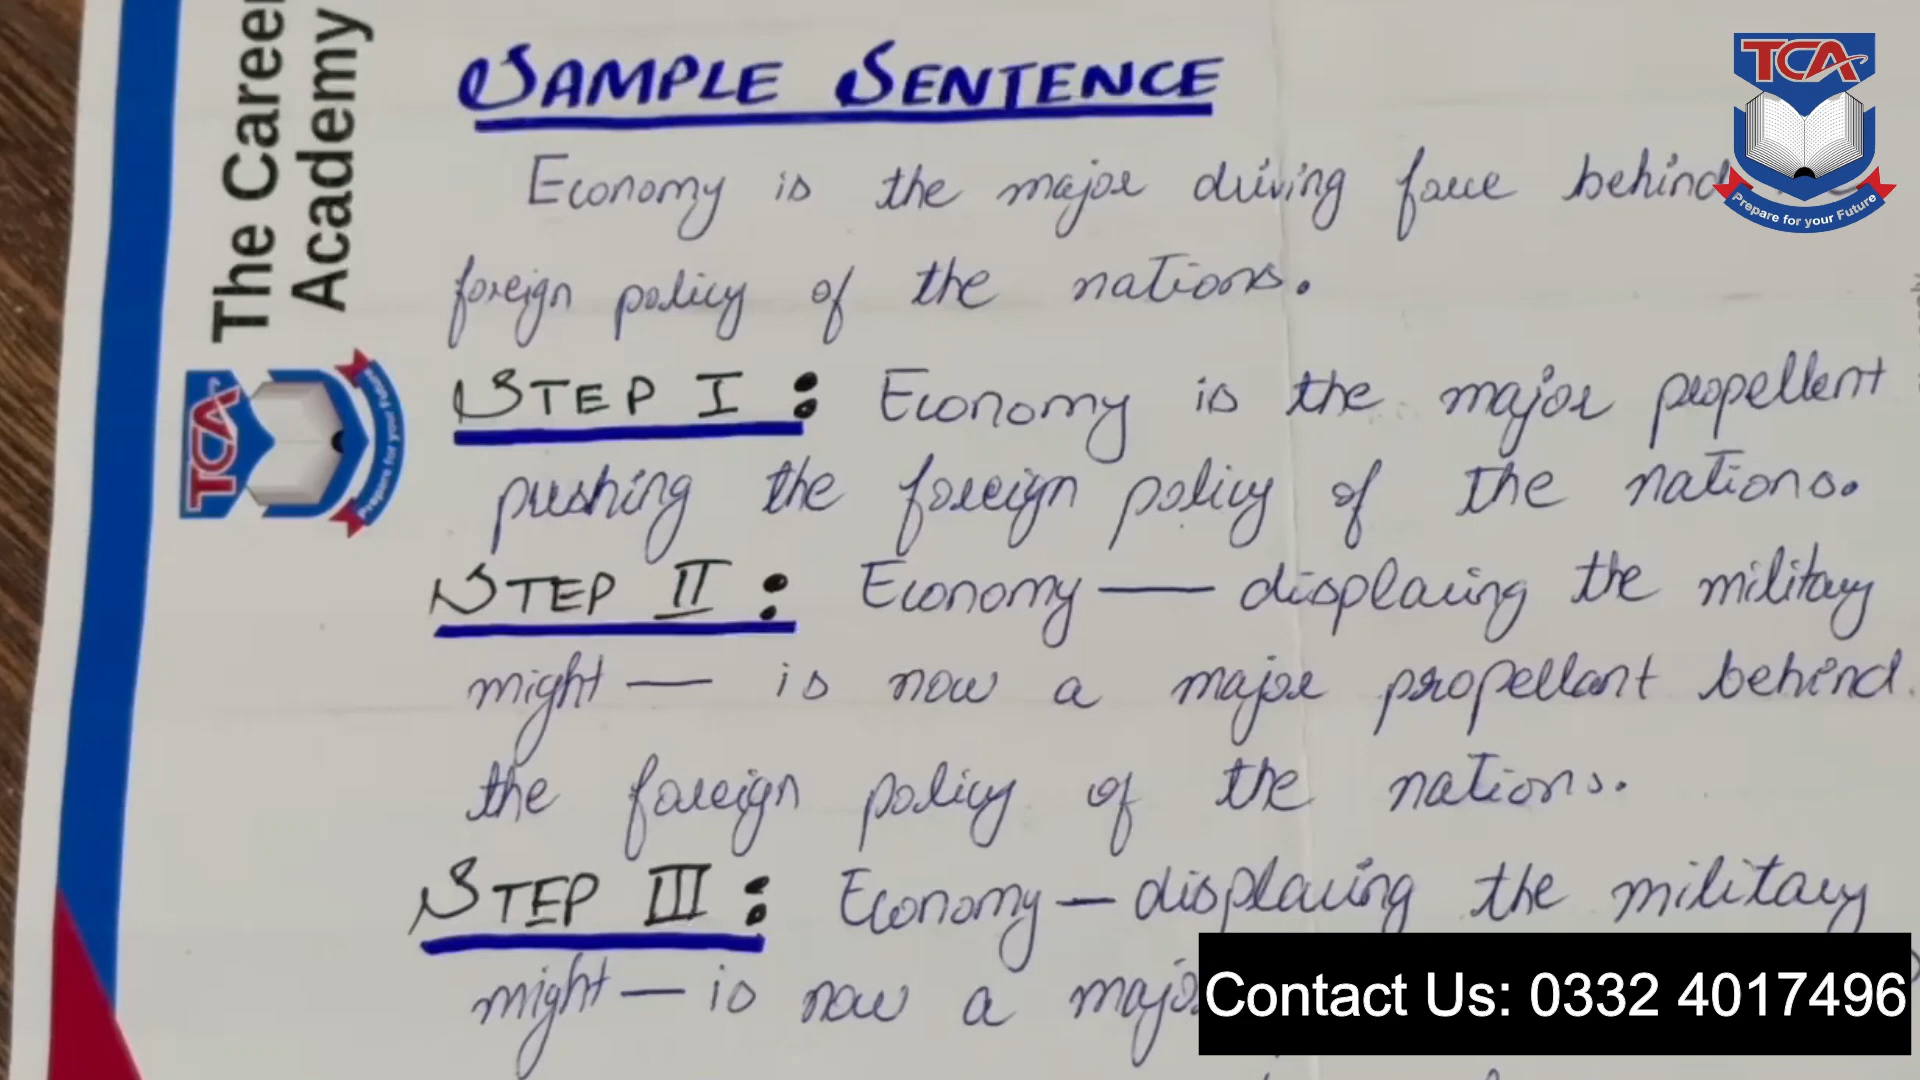 The Career
Academy
TCA
Prepare for your Future
TCA
Prepare for your Future
SAMPLE SENTENCE
Economy is the major driving force behind
foreign policy of the nations.
STEP I : Economy is the major propellent
pushing the foreign policy of the nations.
STEP II : Economy — displacing the military
might — is now a major propellant behind
the foreign policy of the nations.
STEP III : Economy — displacing the military
might — is now a major
Contact Us: 0332 4017496